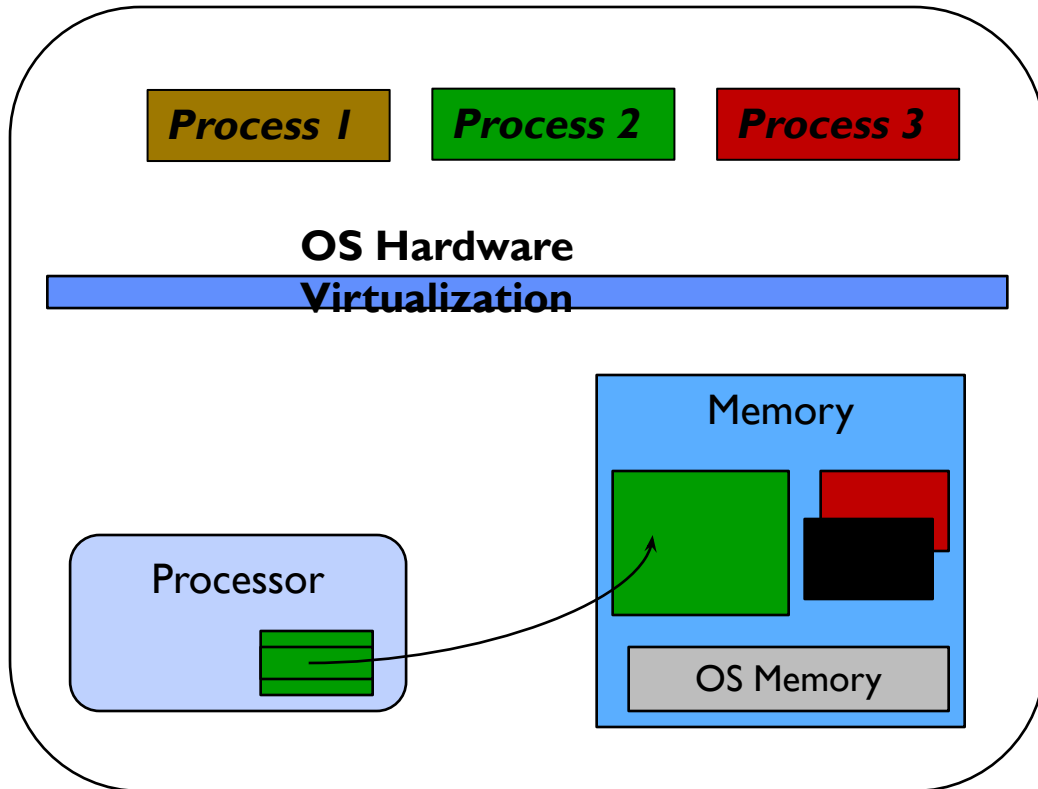 Process 1
Process 2
Process 3
OS Hardware
Virtualization
Memory
Processor
OS Memory